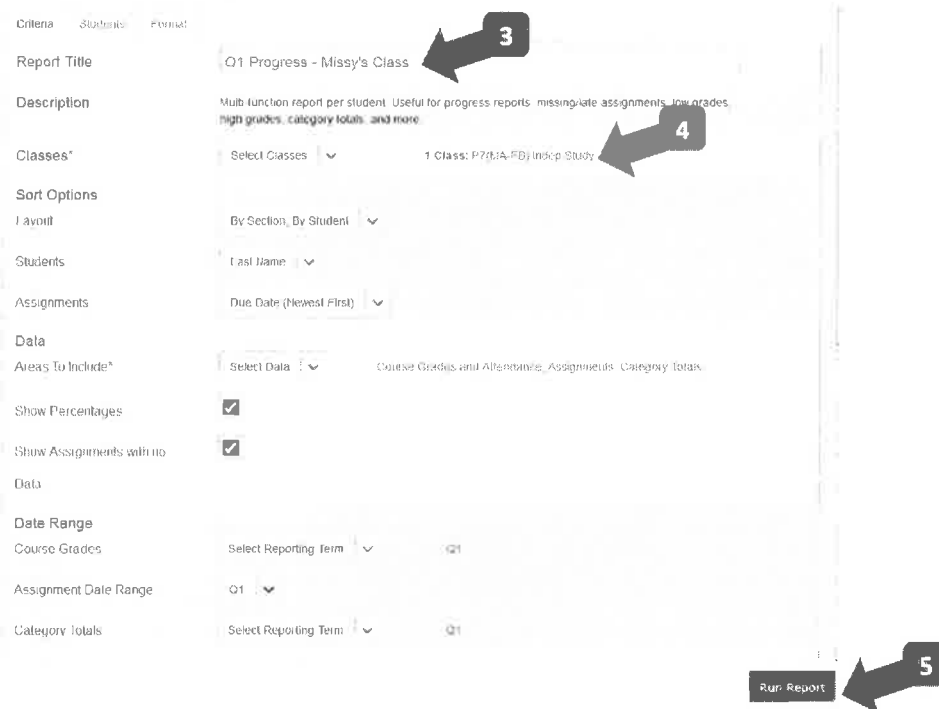 Criteria Students Format
3
Report Title Q1 Progress - Missy's Class
Description Multi-function report per student. Useful for progress reports, missing/late assignments, low grades,
high grades, category totals, and more.
4
Classes* Select Classes 1 Class: P7(MA-FB) Indep Study
Sort Options
Layout By Section, By Student
Students Last Name
Assignments Due Date (Newest First)
Data
Areas To Include* Select Data Course Grades and Attendance, Assignments, Category Totals
Show Percentages
Show Assignments with no
Data
Date Range
Course Grades Select Reporting Term Q1
Assignment Date Range Q1
Category Totals Select Reporting Term Q1
5
Run Report